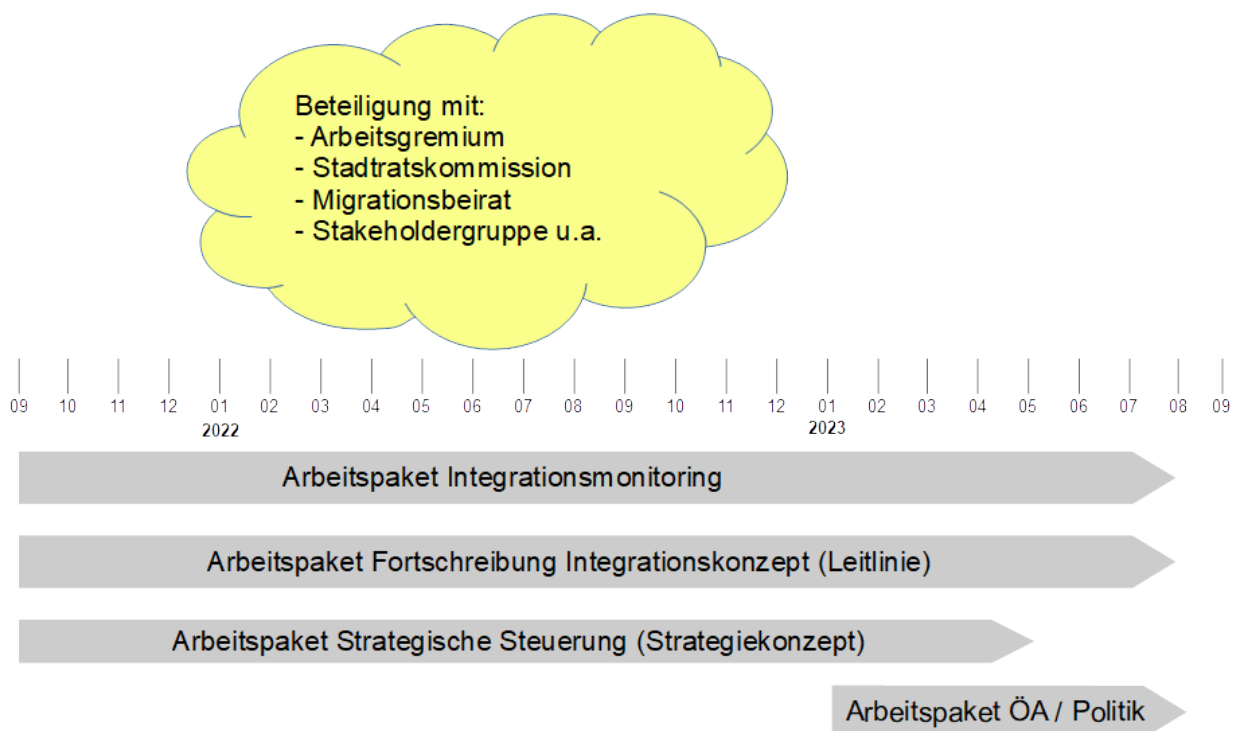 Beteiligung mit:
- Arbeitsgremium
- Stadtratskommission
- Migrationsbeirat
- Stakeholdergruppe u.a.
09 10 11 12 01 02 03 04 05 06 07 08 09 10 11 12 01 02 03 04 05 06 07 08 09
2022 2023
Arbeitspaket Integrationsmonitoring
Arbeitspaket Fortschreibung Integrationskonzept (Leitlinie)
Arbeitspaket Strategische Steuerung (Strategiekonzept)
Arbeitspaket ÖA / Politik